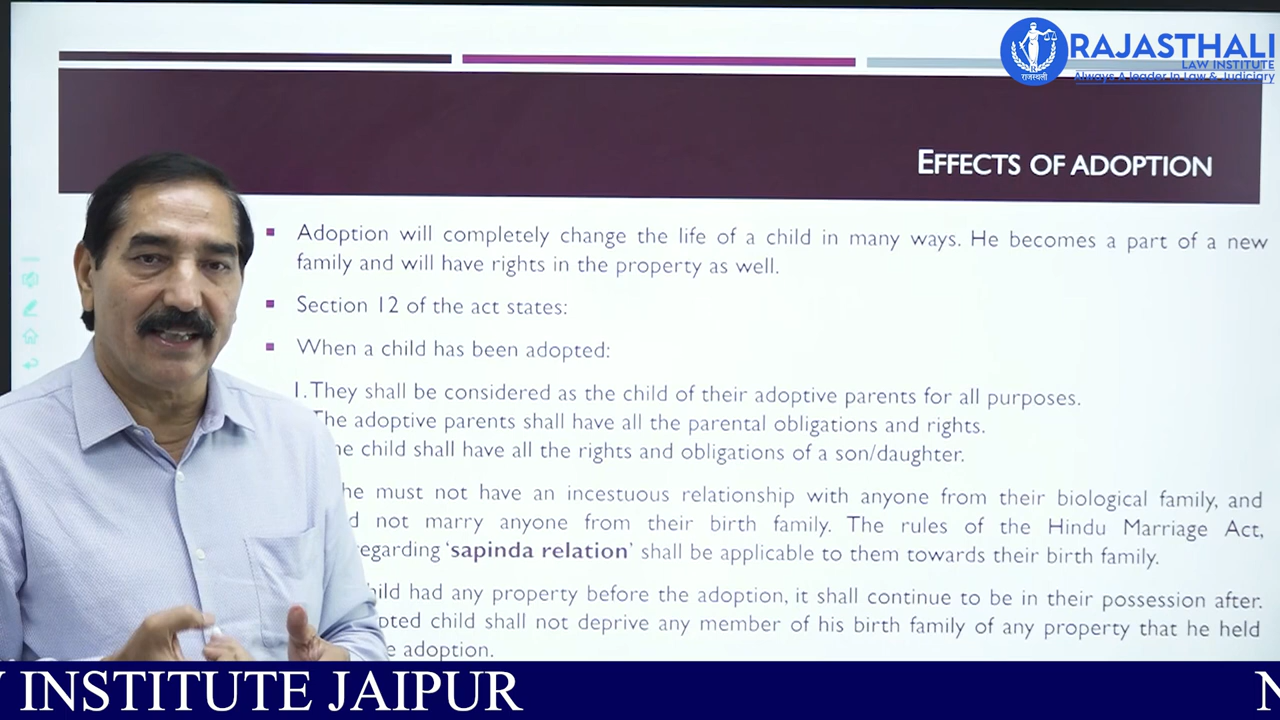 RAJASTHALI
LAW INSTITUTE
Always A leader in Law & Judiciary
राजस्थली
EFFECTS OF ADOPTION
Adoption will completely change the life of a child in many ways. He becomes a part of a new
family and will have rights in the property as well.
Section 12 of the act states:
When a child has been adopted:
1. They shall be considered as the child of their adoptive parents for all purposes.
The adoptive parents shall have all the parental obligations and rights.
he child shall have all the rights and obligations of a son/daughter.
he must not have an incestuous relationship with anyone from their biological family, and
d not marry anyone from their birth family. The rules of the Hindu Marriage Act,
regarding ‘sapinda relation’ shall be applicable to them towards their birth family.
hild had any property before the adoption, it shall continue to be in their possession after.
pted child shall not deprive any member of his birth family of any property that he held
e adoption.
INSTITUTE JAIPUR